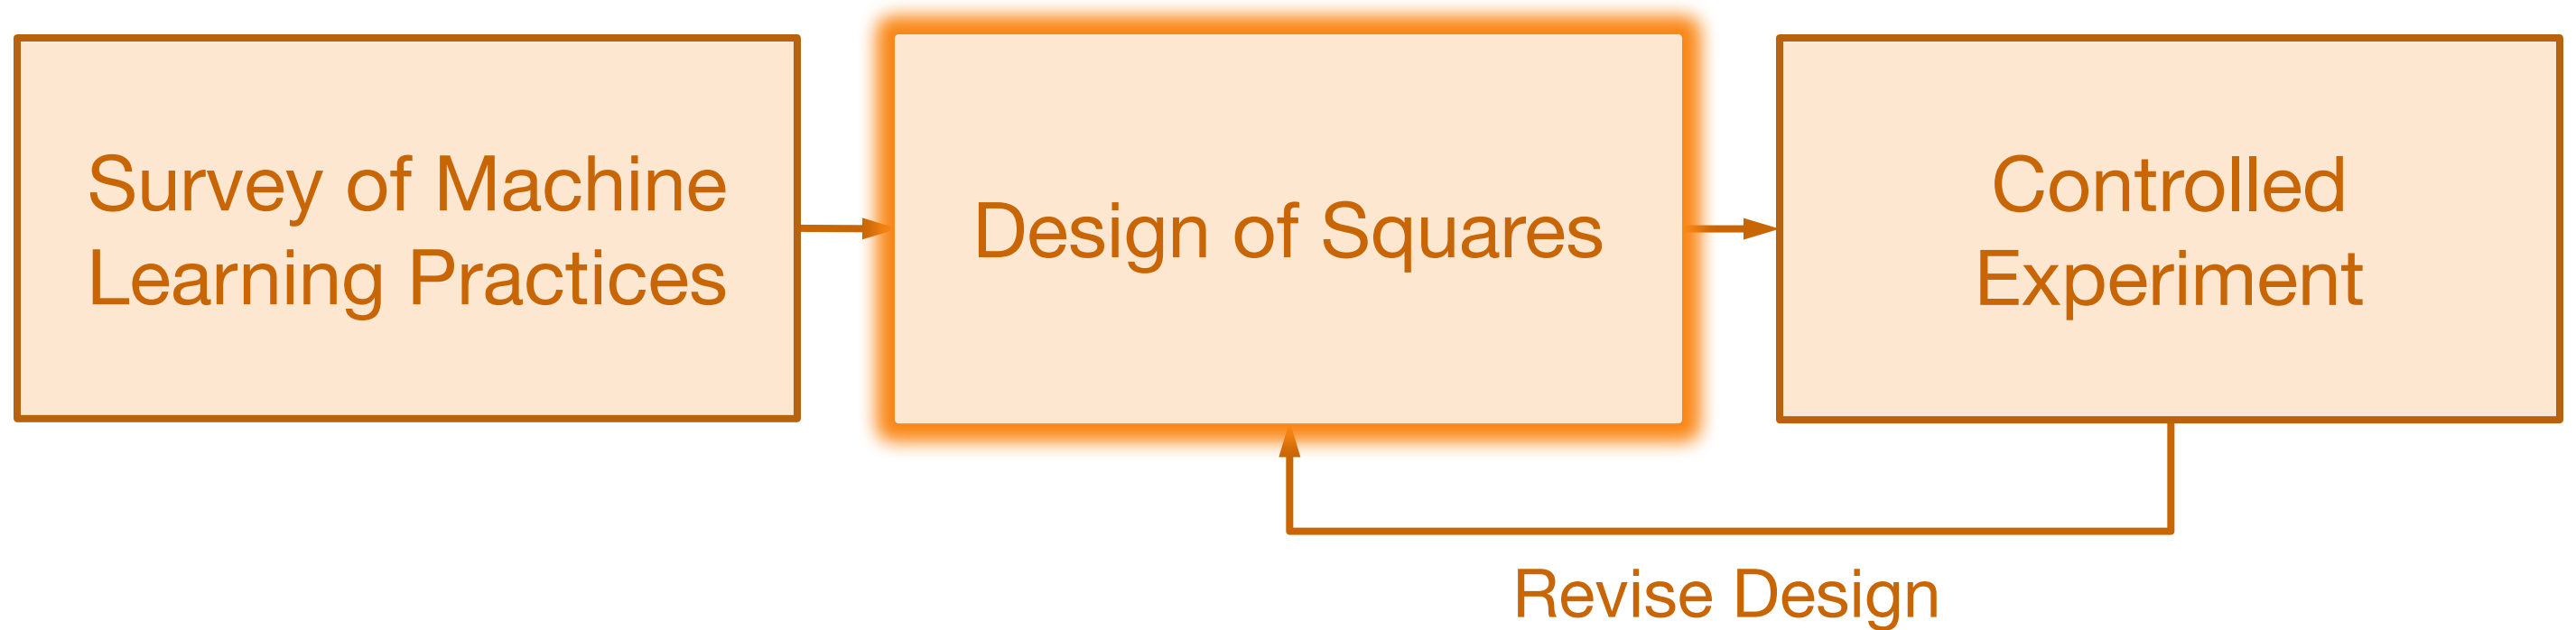 Survey of Machine
Learning Practices
Design of Squares
Controlled
Experiment
Revise Design